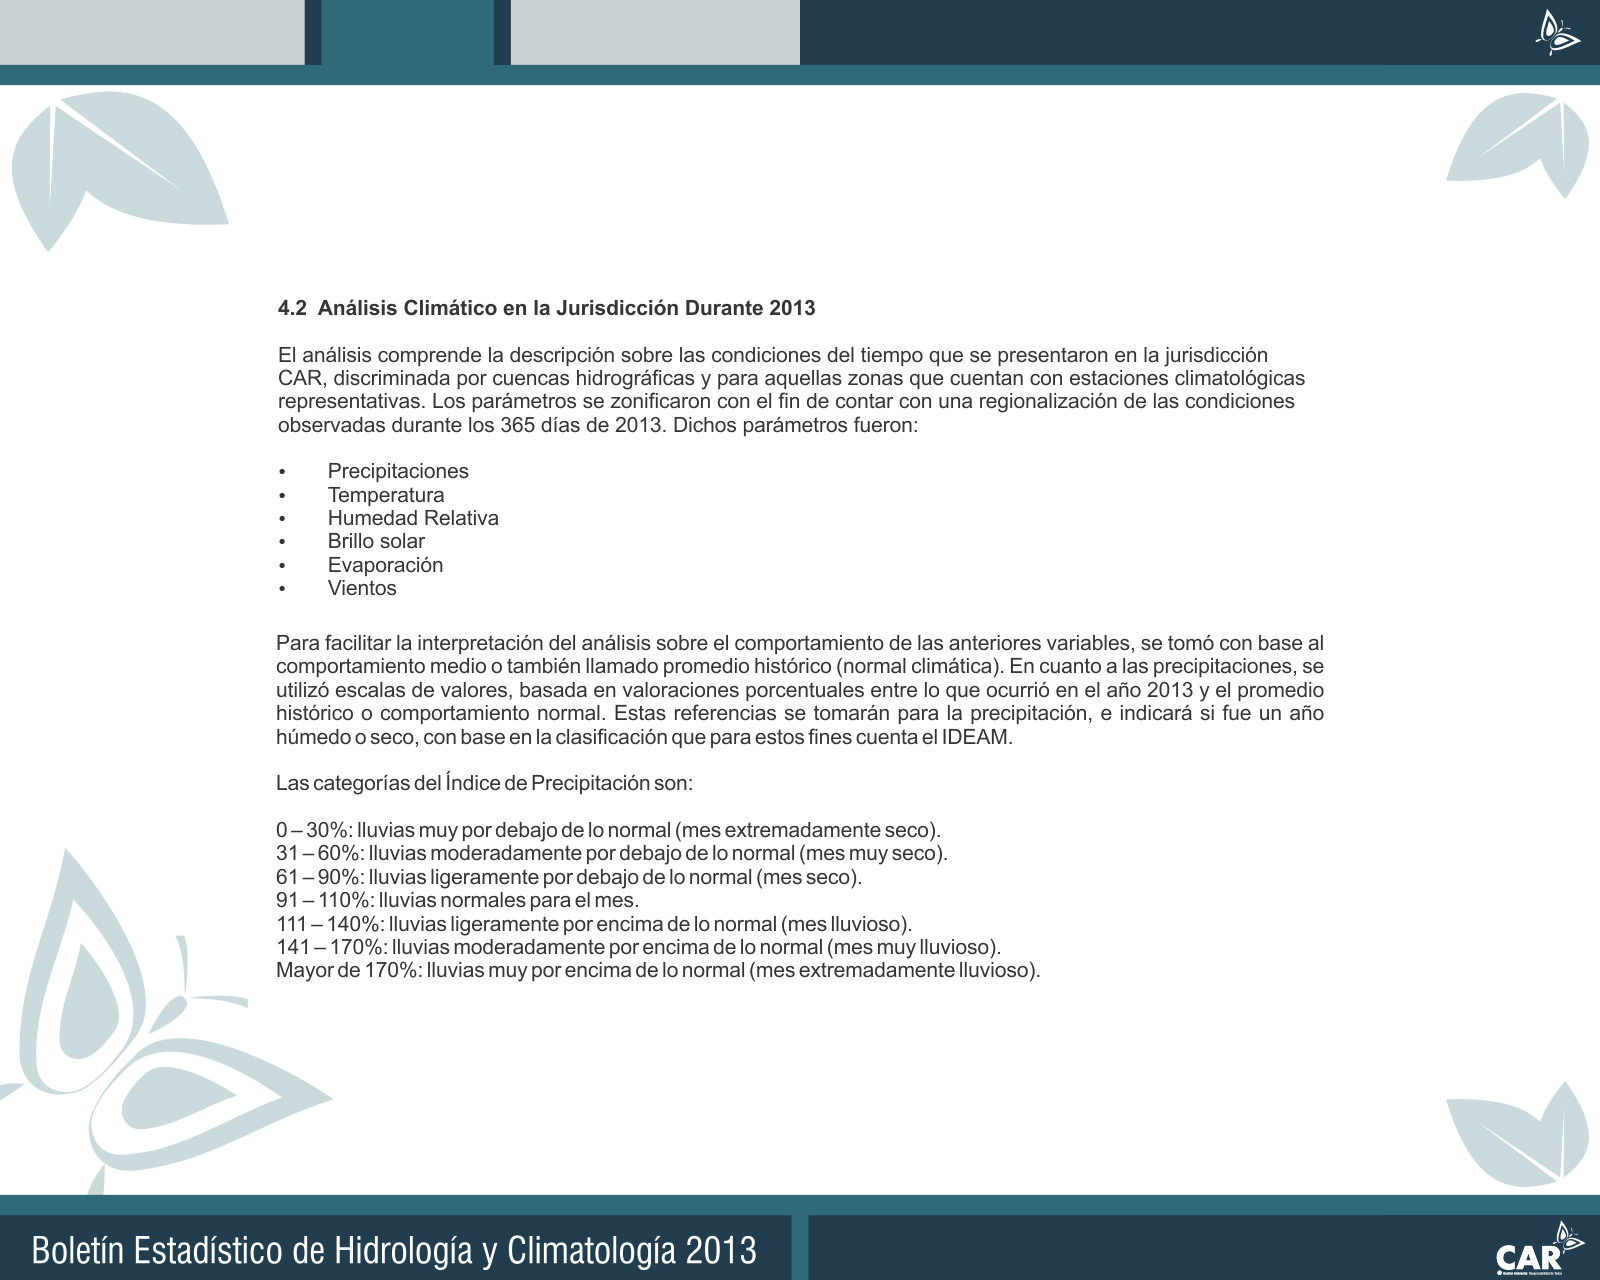 4.2 Análisis Climático en la Jurisdicción Durante 2013
El análisis comprende la descripción sobre las condiciones del tiempo que se presentaron en la jurisdicción
CAR, discriminada por cuencas hidrográficas y para aquellas zonas que cuentan con estaciones climatológicas
representativas. Los parámetros se zonificaron con el fin de contar con una regionalización de las condiciones
observadas durante los 365 días de 2013. Dichos parámetros fueron:
• Precipitaciones
• Temperatura
• Humedad Relativa
• Brillo solar
• Evaporación
• Vientos
Para facilitar la interpretación del análisis sobre el comportamiento de las anteriores variables, se tomó con base al
comportamiento medio o también llamado promedio histórico (normal climática). En cuanto a las precipitaciones, se
utilizó escalas de valores, basada en valoraciones porcentuales entre lo que ocurrió en el año 2013 y el promedio
histórico o comportamiento normal. Estas referencias se tomarán para la precipitación, e indicará si fue un año
húmedo o seco, con base en la clasificación que para estos fines cuenta el IDEAM.
Las categorías del Índice de Precipitación son:
0 – 30%: lluvias muy por debajo de lo normal (mes extremadamente seco).
31 – 60%: lluvias moderadamente por debajo de lo normal (mes muy seco).
61 – 90%: lluvias ligeramente por debajo de lo normal (mes seco).
91 – 110%: lluvias normales para el mes.
111 – 140%: lluvias ligeramente por encima de lo normal (mes lluvioso).
141 – 170%: lluvias moderadamente por encima de lo normal (mes muy lluvioso).
Mayor de 170%: lluvias muy por encima de lo normal (mes extremadamente lluvioso).
Boletín Estadístico de Hidrología y Climatología 2013
CAR